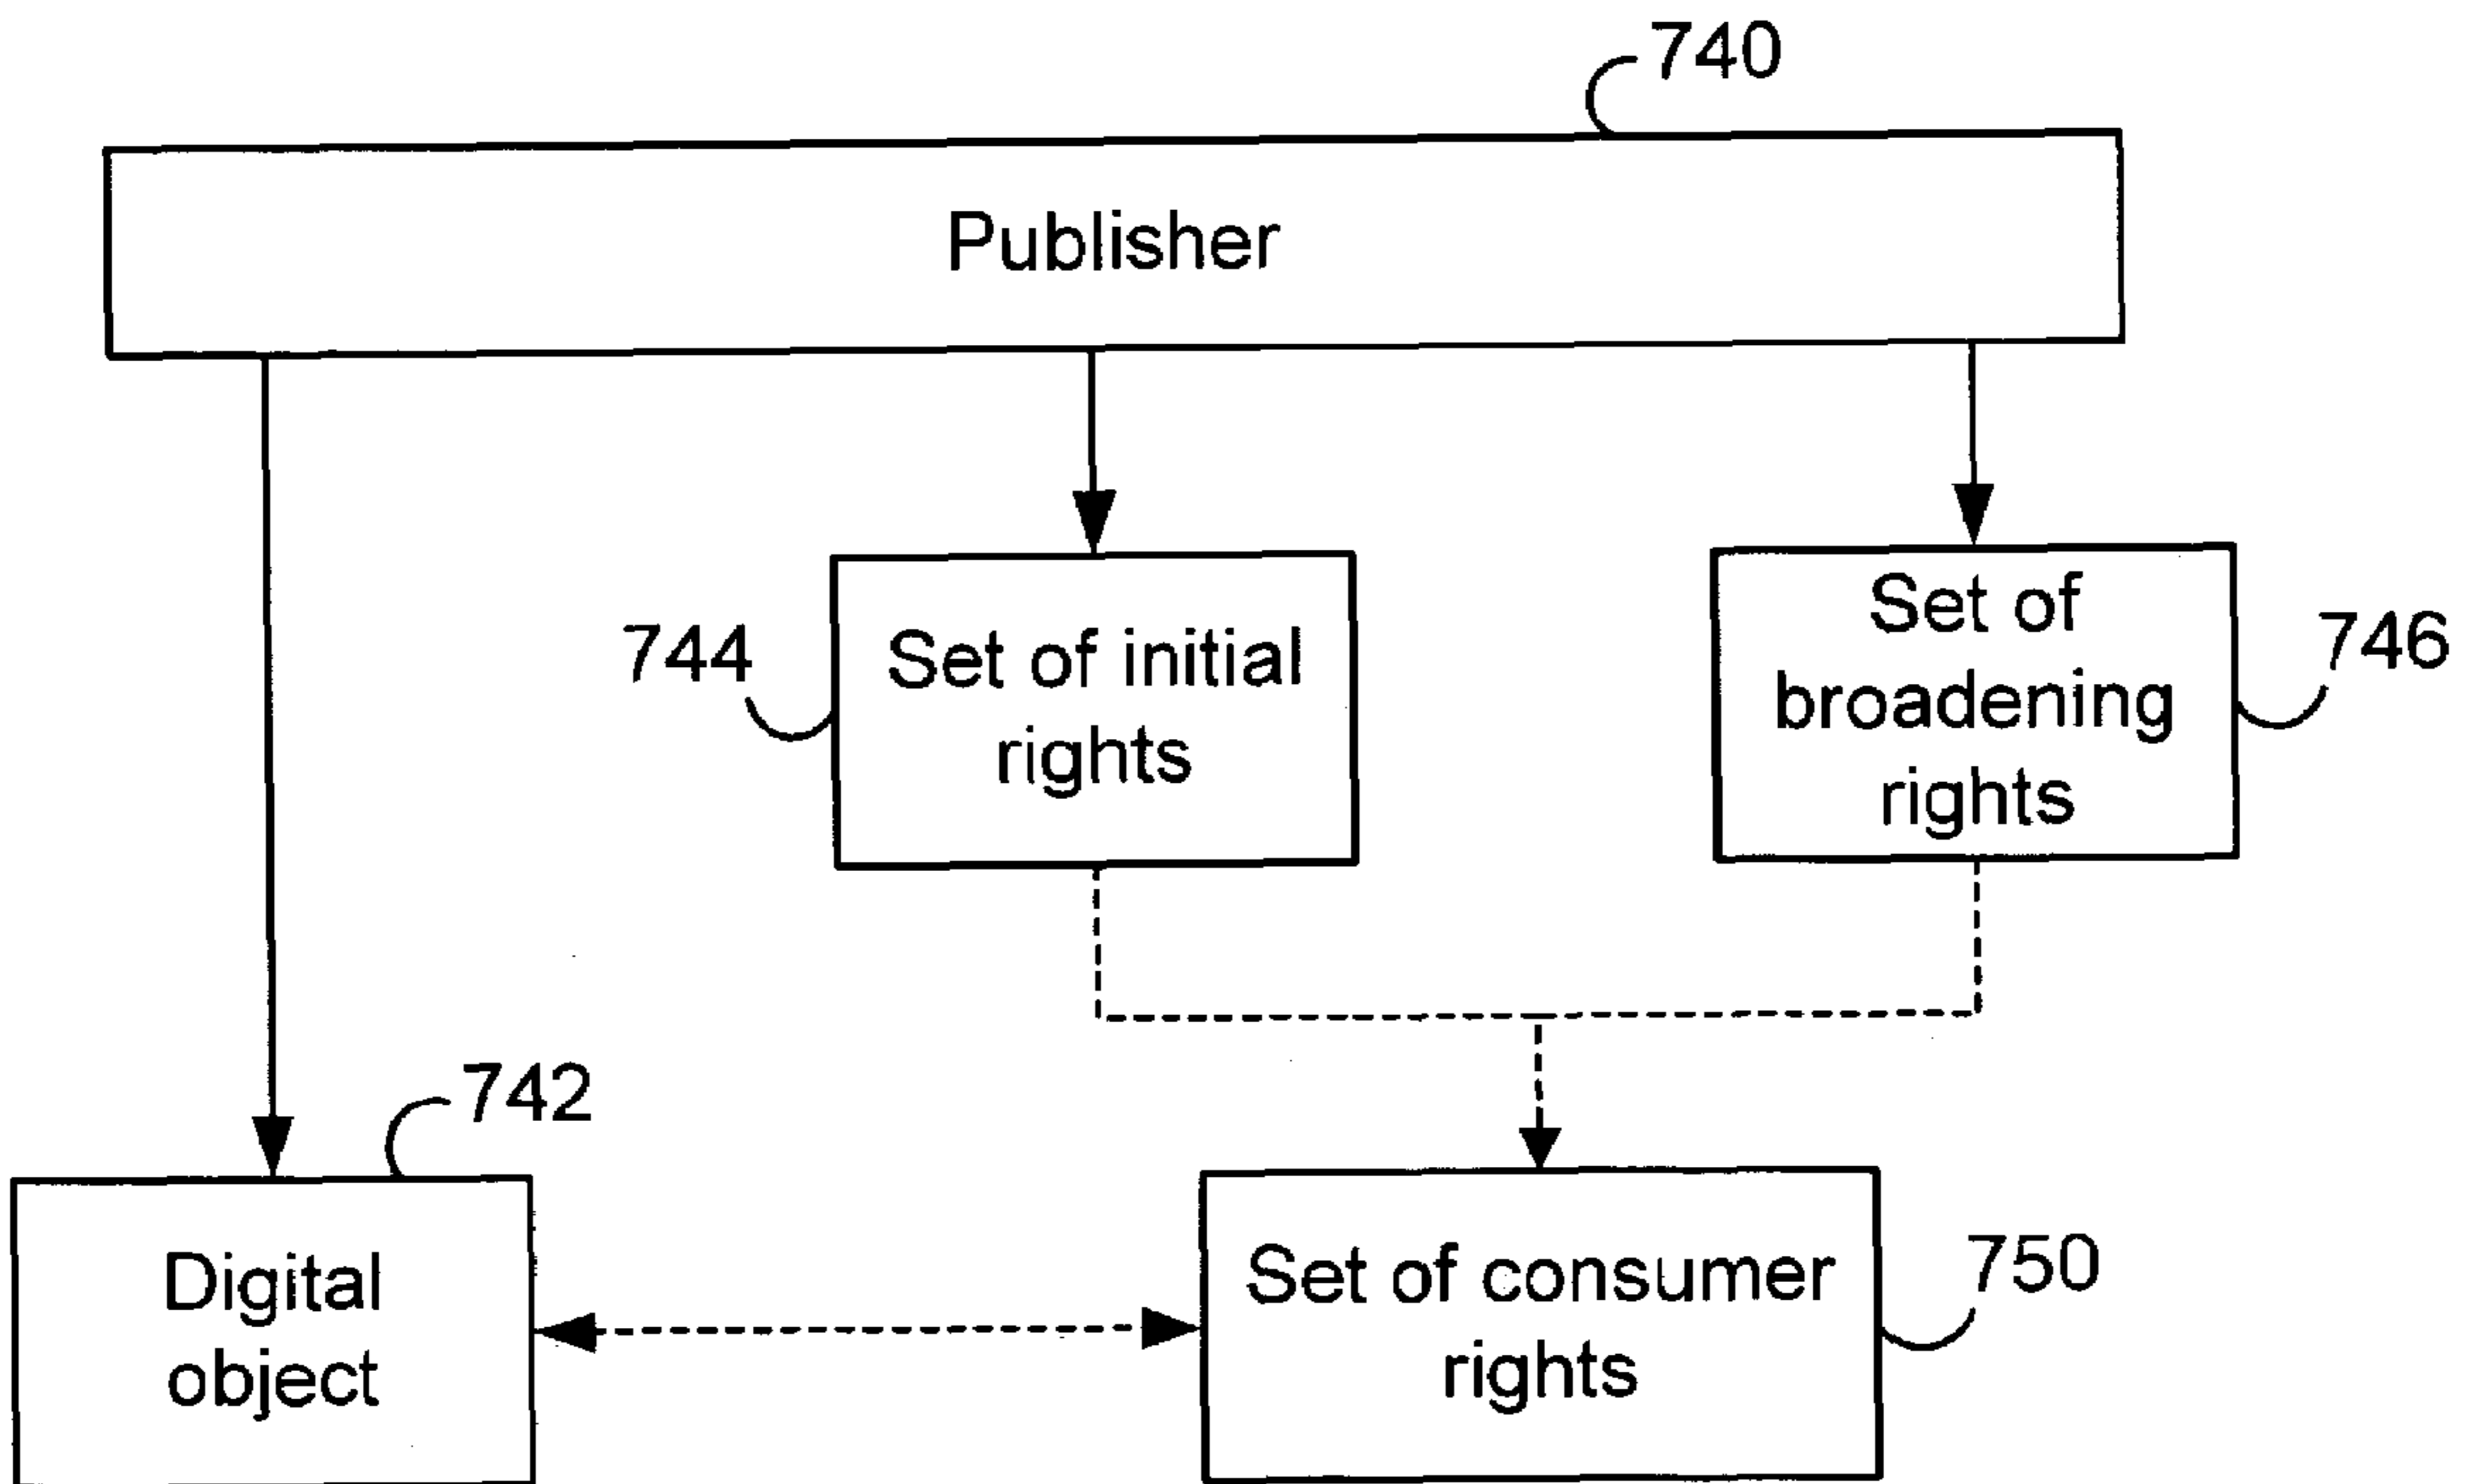 740
Publisher
744
Set of initial
rights
Set of
broadening
rights
746
742
Digital
object
Set of consumer
rights
750